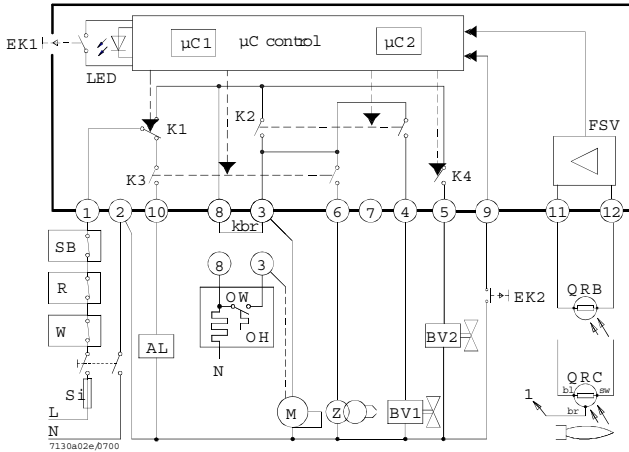 µC1 µC control µC2
EK1
LED
FSV
K1 K2
K3 K4
1 2 10 8 3 6 7 4 5 9 11 12
kbr
SB
8 3
R
OW
EK2
QRB
W
AL
OH
BV2
N
QRC
Si
bl sw
L
M Z BV1
1
br
N
7130a02e/0700